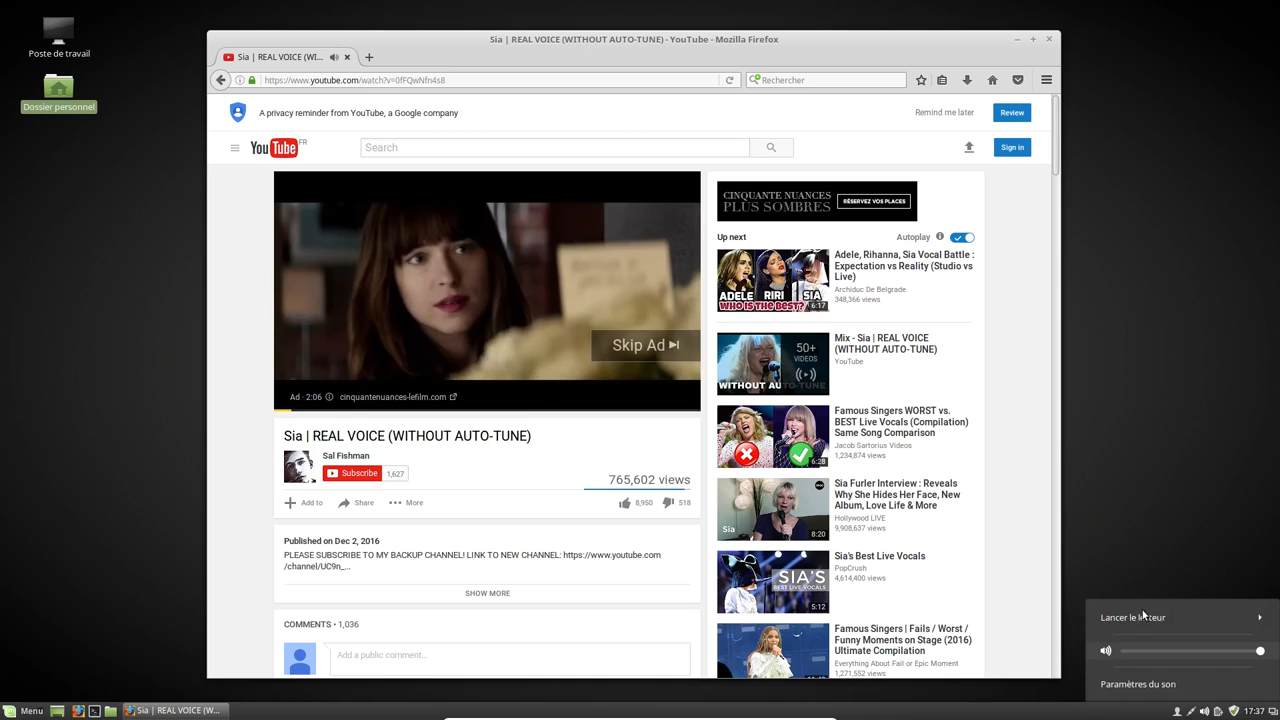 Poste de travail
Dossier personnel
Sia | REAL VOICE (WITHOUT AUTO-TUNE) - YouTube - Mozilla Firefox
Sia | REAL VOICE (WI...
https://www.youtube.com/watch?v=0fFQwNfn4s8
Rechercher
A privacy reminder from YouTube, a Google company
Remind me later
Review
YouTube FR
Search
Sign in
Skip Ad
Ad · 2:06
cinquantenuances-lefilm.com
Sia | REAL VOICE (WITHOUT AUTO-TUNE)
Sal Fishman
Subscribe
1,627
765,602 views
Add to
Share
More
8,950
518
Published on Dec 2, 2016
PLEASE SUBSCRIBE TO MY BACKUP CHANNEL! LINK TO NEW CHANNEL: https://www.youtube.com
/channel/UC9n_...
SHOW MORE
COMMENTS • 1,036
Add a public comment...
CINQUANTE NUANCES
PLUS SOMBRES
RÉSERVEZ VOS PLACES
Up next
Autoplay
ADELE RIRI SIA
WHO IS THE BEST?
6:17
Adele, Rihanna, Sia Vocal Battle :
Expectation vs Reality (Studio vs
Live)
Archiduc De Belgrade
348,366 views
50+
VIDEOS
WITHOUT AU
Mix - Sia | REAL VOICE
(WITHOUT AUTO-TUNE)
YouTube
6:28
Famous Singers WORST vs.
BEST Live Vocals (Compilation)
Same Song Comparison
Jacob Sartorius Videos
1,234,874 views
Sia
8:20
Sia Furler Interview : Reveals
Why She Hides Her Face, New
Album, Love Life & More
Hollywood LIVE
9,908,637 views
SIA'S
BEST LIVE VOCALS
5:12
Sia's Best Live Vocals
PopCrush
4,614,400 views
Famous Singers | Fails / Worst /
Funny Moments on Stage (2016)
Ultimate Compilation
Everything About Fail or Epic Moment
1,271,552 views
Lancer le lecteur
Paramètres du son
Menu
Sia | REAL VOICE (W...
17:37